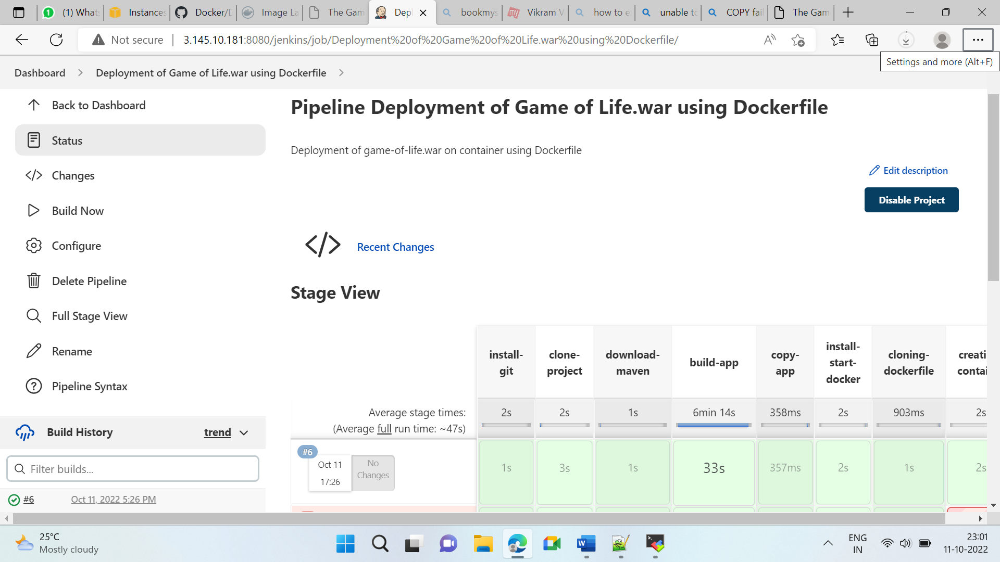 (1) What
Instances
Docker/D
Image La
The Gam
Depl
bookmys
my
Vikram V
how to e
unable to
COPY fail
The Gam
Not secure
3.145.10.181:8080/jenkins/job/Deployment%20of%20Game%20of%20Life.war%20using%20Dockerfile/
Settings and more (Alt+F)
Dashboard
Deployment of Game of Life.war using Dockerfile
Back to Dashboard
Status
Changes
Build Now
Configure
Delete Pipeline
Full Stage View
Rename
Pipeline Syntax
Build History
trend
Filter builds...
#6
Oct 11, 2022 5:26 PM
Pipeline Deployment of Game of Life.war using Dockerfile
Deployment of game-of-life.war on container using Dockerfile
Edit description
Disable Project
Recent Changes
Stage View
install-
git
clone-
project
download-
maven
build-app
copy-
app
install-
start-
docker
cloning-
dockerfile
creati
contai
Average stage times:
(Average full run time: ~47s)
2s
2s
1s
6min 14s
358ms
2s
903ms
2s
#6
Oct 11
17:26
No
Changes
1s
3s
1s
33s
357ms
2s
1s
2s
25°C
Mostly cloudy
ENG
IN
23:01
11-10-2022